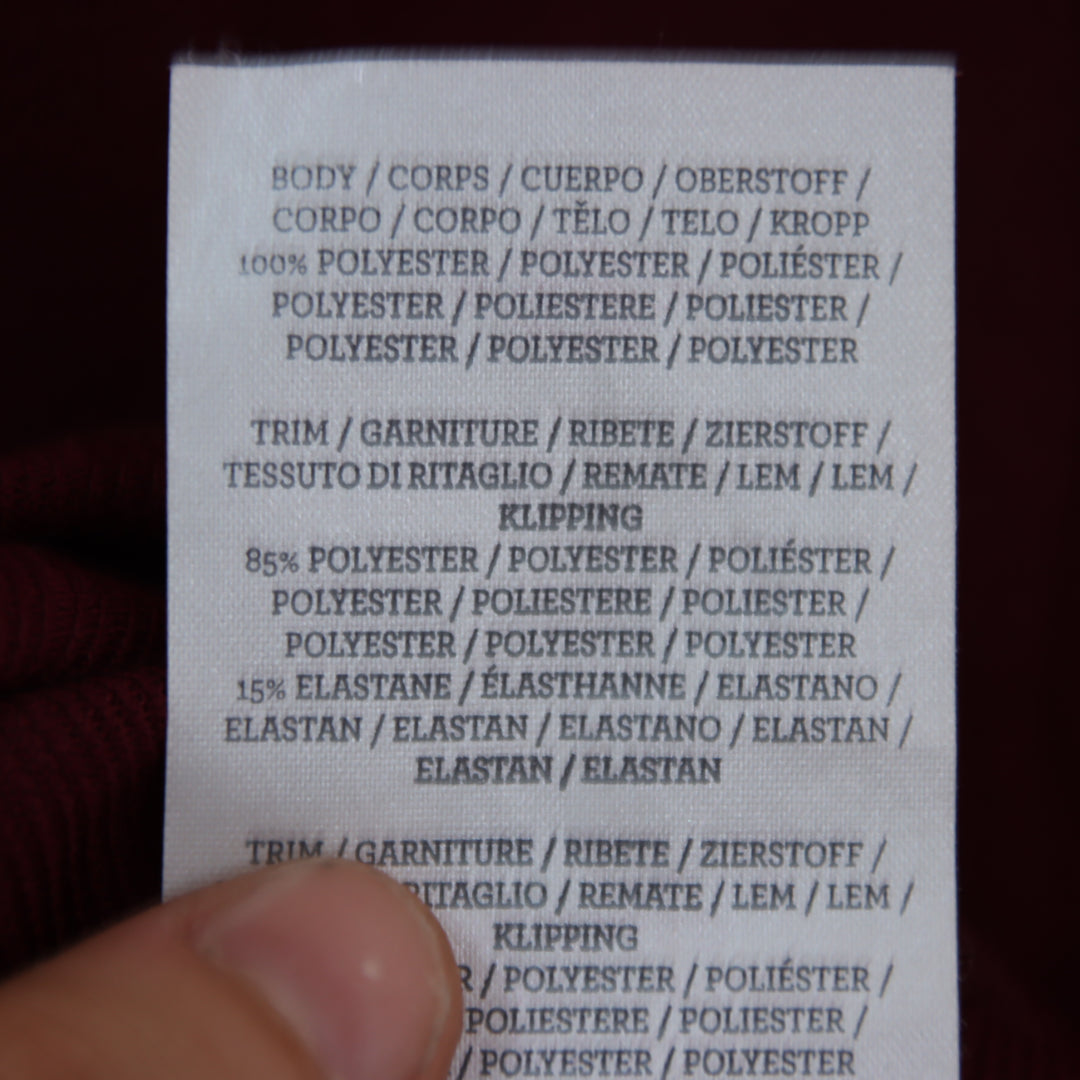 BODY / CORPS / CUERPO / OBERSTOFF /
CORPO / CORPO / TĚLO / TELO / KROPP
100% POLYESTER / POLYESTER / POLIÉSTER /
POLYESTER / POLIESTERE / POLIESTER /
POLYESTER / POLYESTER / POLYESTER
TRIM / GARNITURE / RIBETE / ZIERSTOFF /
TESSUTO DI RITAGLIO / REMATE / LEM / LEM /
KLIPPING
85% POLYESTER / POLYESTER / POLIÉSTER /
POLYESTER / POLIESTERE / POLIESTER /
POLYESTER / POLYESTER / POLYESTER
15% ELASTANE / ÉLASTHANNE / ELASTANO /
ELASTAN / ELASTAN / ELASTANO / ELASTAN /
ELASTAN / ELASTAN
TRIM / GARNITURE / RIBETE / ZIERSTOFF /
/ REMATE / LEM / LEM /
KLIPPING
/ POLYESTER / POLIÉSTER /
POLIESTERE / POLIESTER /
/ POLYESTER / POLYESTER